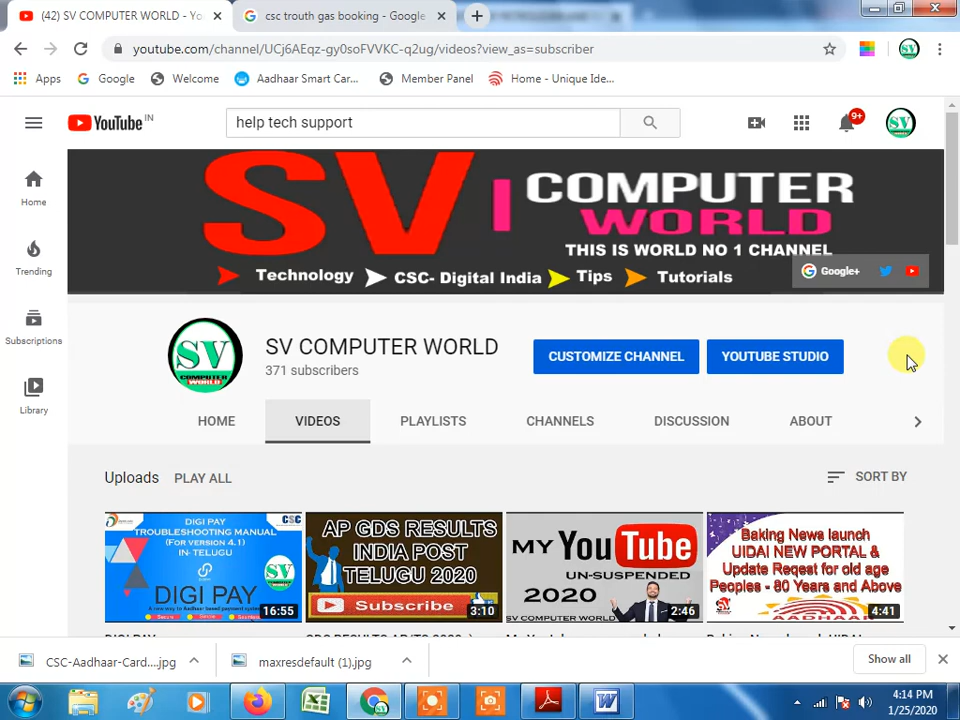 (42) SV COMPUTER WORLD - Yo
csc trouth gas booking - Google
youtube.com/channel/UCj6AEqz-gy0soFVVKC-q2ug/videos?view_as=subscriber
Apps
Google
Welcome
Aadhaar Smart Car...
Member Panel
Home - Unique Ide...
YouTube IN
help tech support
9+
SV
Home
Trending
Subscriptions
Library
SV COMPUTER WORLD
THIS IS WORLD NO 1 CHANNEL
Google+
Technology CSC- Digital India Tips Tutorials
SV COMPUTER WORLD
SV COMPUTER WORLD
371 subscribers
CUSTOMIZE CHANNEL
YOUTUBE STUDIO
HOME
VIDEOS
PLAYLISTS
CHANNELS
DISCUSSION
ABOUT
Uploads
PLAY ALL
SORT BY
DIGI PAY
TROUBLESHOOTING MANUAL
(FOR VERSION 4.1)
IN- TELUGU
CSC
SV
DIGI PAY
16:55
AP GDS RESULTS
INDIA POST
TELUGU 2020
Subscribe
3:10
MY YouTube
UN-SUSPENDED
2020
SV COMPUTER WORLD
2:46
Baking News launch
UIDAI NEW PORTAL &
Update Reqest for old age
Peoples - 80 Years and Above
AADHAAR
4:41
CSC-Aadhaar-Card....jpg
maxresdefault (1).jpg
Show all
4:14 PM
1/25/2020